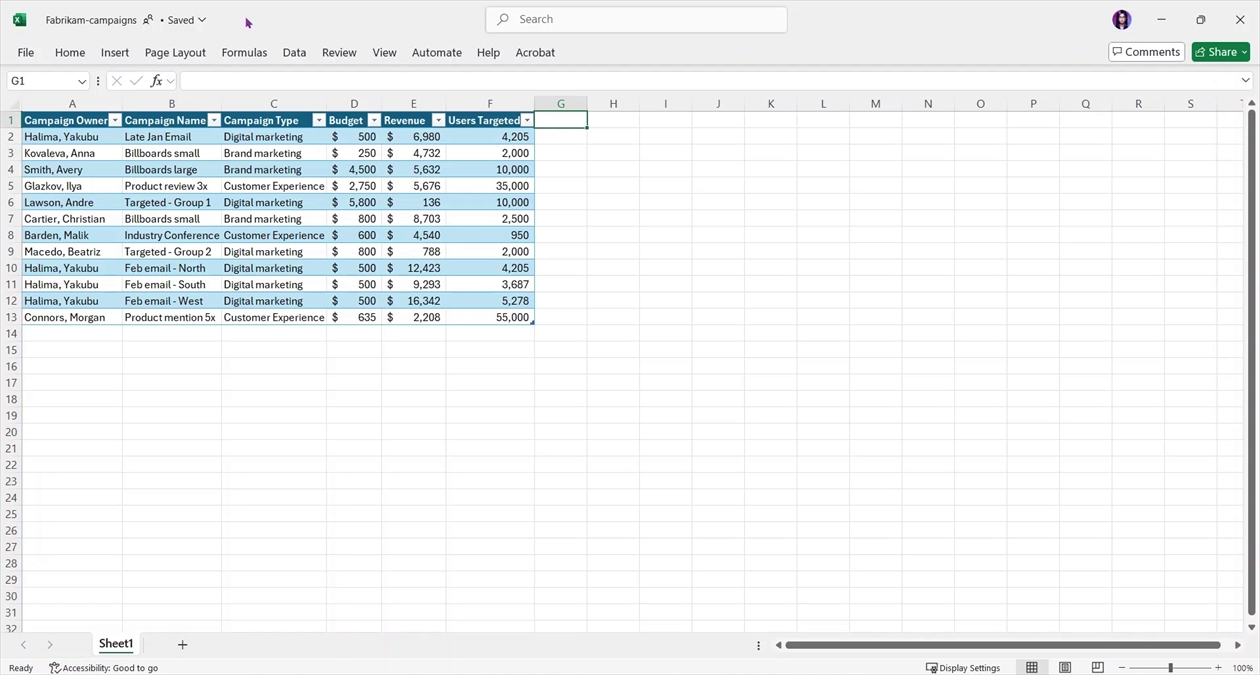 Fabrikam-campaigns • Saved Search
File Home Insert Page Layout Formulas Data Review View Automate Help Acrobat Comments Share
G1 fx
A B C D E F G H I J K L M N O P Q R S
1 Campaign Owner Campaign Name Campaign Type Budget Revenue Users Targeted
2 Halima, Yakubu Late Jan Email Digital marketing $ 500 $ 6,980 4,205
3 Kovaleva, Anna Billboards small Brand marketing $ 250 $ 4,732 2,000
4 Smith, Avery Billboards large Brand marketing $ 4,500 $ 5,632 10,000
5 Glazkov, Ilya Product review 3x Customer Experience $ 2,750 $ 5,676 35,000
6 Lawson, Andre Targeted - Group 1 Digital marketing $ 5,800 $ 136 10,000
7 Cartier, Christian Billboards small Brand marketing $ 800 $ 8,703 2,500
8 Barden, Malik Industry Conference Customer Experience $ 600 $ 4,540 950
9 Macedo, Beatriz Targeted - Group 2 Digital marketing $ 800 $ 788 2,000
10 Halima, Yakubu Feb email - North Digital marketing $ 500 $ 12,423 4,205
11 Halima, Yakubu Feb email - South Digital marketing $ 500 $ 9,293 3,687
12 Halima, Yakubu Feb email - West Digital marketing $ 500 $ 16,342 5,278
13 Connors, Morgan Product mention 5x Customer Experience $ 635 $ 2,208 55,000
14
15
16
17
18
19
20
21
22
23
24
25
26
27
28
29
30
31
32
Sheet1
Ready Accessibility: Good to go Display Settings 100%